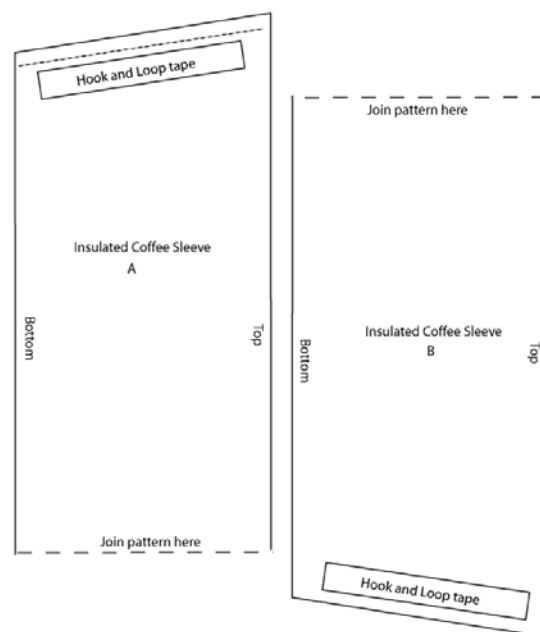 Hook and Loop tape
Insulated Coffee Sleeve
A
Bottom
Top
Join pattern here
Join pattern here
Insulated Coffee Sleeve
B
Bottom
Top
Hook and Loop tape